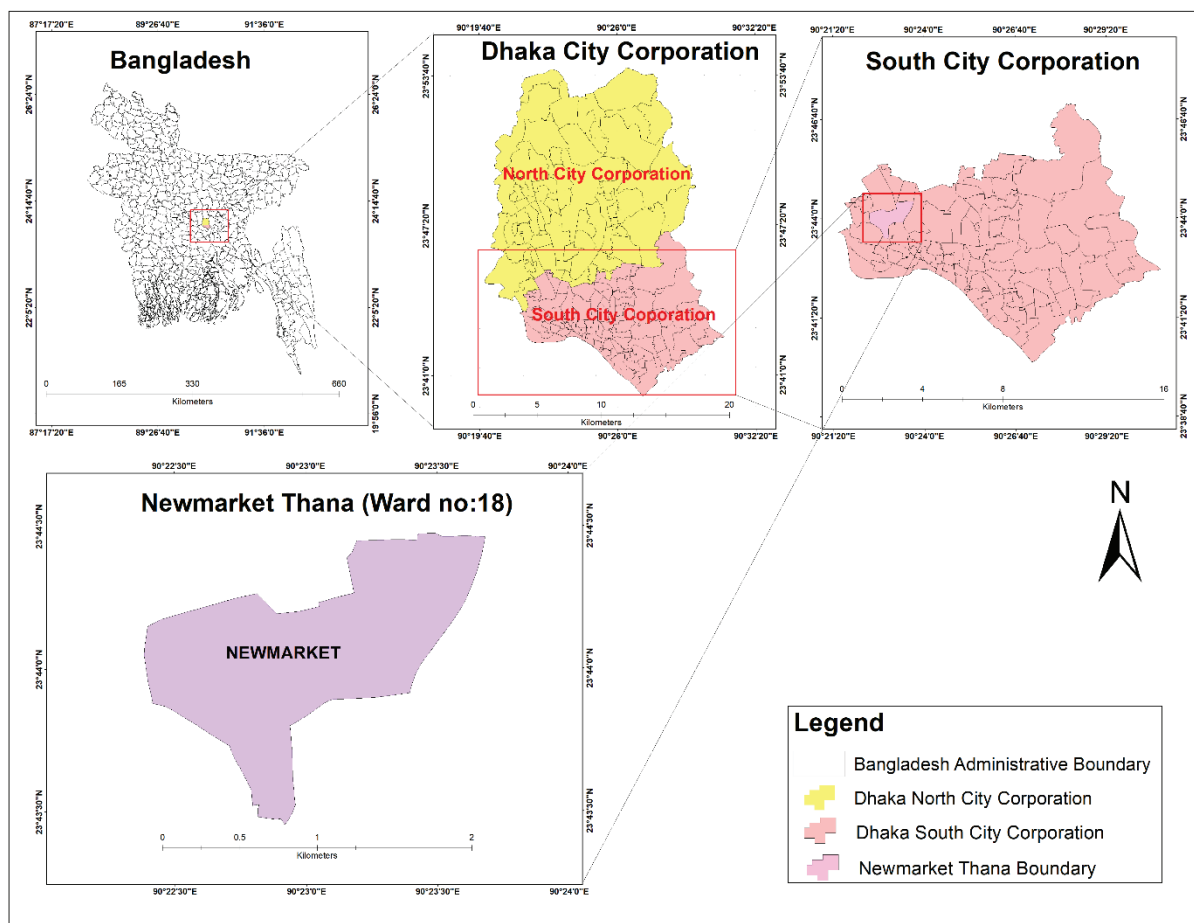 87°17'20"E 89°26'40"E 91°36'0"E
Bangladesh
26°24'0"N
24°14'40"N
22°5'20"N
19°56'0"N
26°24'0"N
24°14'40"N
22°5'20"N
19°56'0"N
0 165 330 660
Kilometers
87°17'20"E 89°26'40"E 91°36'0"E
90°19'40"E 90°26'0"E 90°32'20"E
Dhaka City Corporation
23°53'40"N
23°47'20"N
23°41'0"N
North City Corporation
South City Coporation
23°53'40"N
23°47'20"N
23°41'0"N
0 5 10 20
Kilometers
90°19'40"E 90°26'0"E 90°32'20"E
90°21'20"E 90°24'0"E 90°26'40"E 90°29'20"E
South City Corporation
23°46'40"N
23°44'0"N
23°41'20"N
23°46'40"N
23°44'0"N
23°41'20"N
23°38'40"N
0 4 8 16
Kilometers
90°21'20"E 90°24'0"E 90°26'40"E 90°29'20"E
90°22'30"E 90°23'0"E 90°23'30"E 90°24'0"E
Newmarket Thana (Ward no:18)
23°44'30"N
23°44'0"N
23°43'30"N
NEWMARKET
23°44'30"N
23°44'0"N
23°43'30"N
0 0.5 1 2
Kilometers
90°22'30"E 90°23'0"E 90°23'30"E 90°24'0"E
N
Legend
Bangladesh Administrative Boundary
Dhaka North City Corporation
Dhaka South City Corporation
Newmarket Thana Boundary